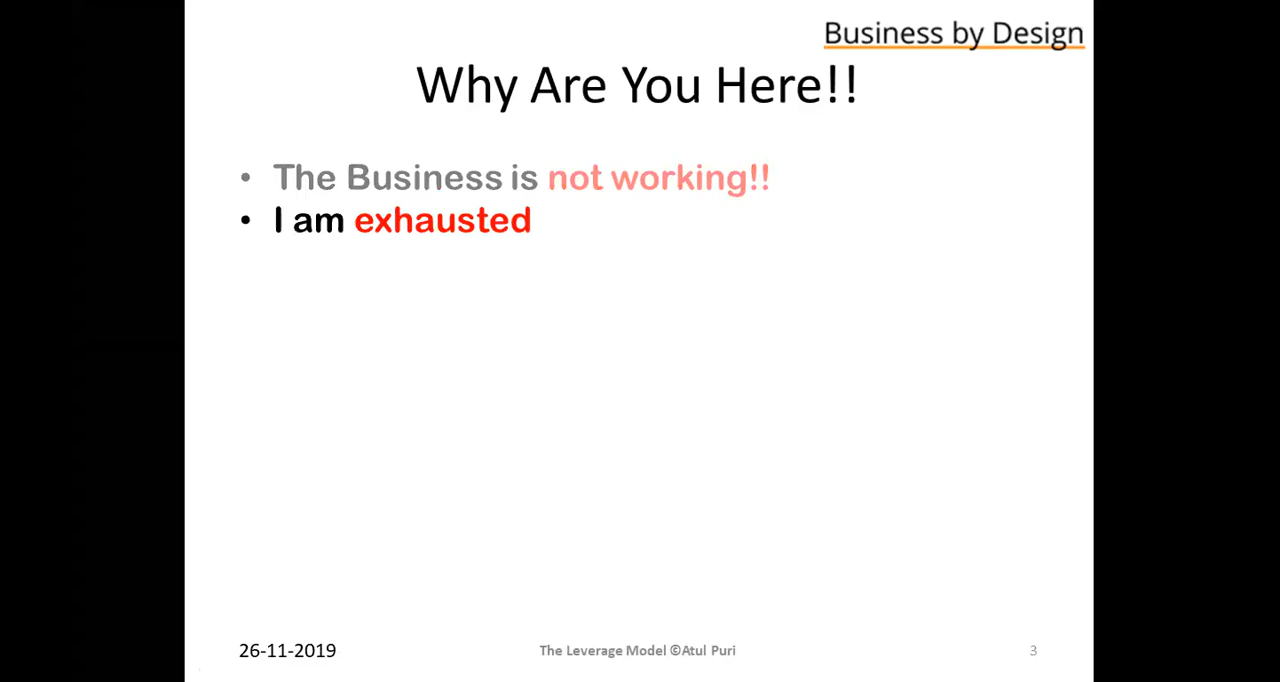 Business by Design
Why Are You Here!!
• The Business is not working!!
• I am exhausted
26-11-2019
The Leverage Model ©Atul Puri
3